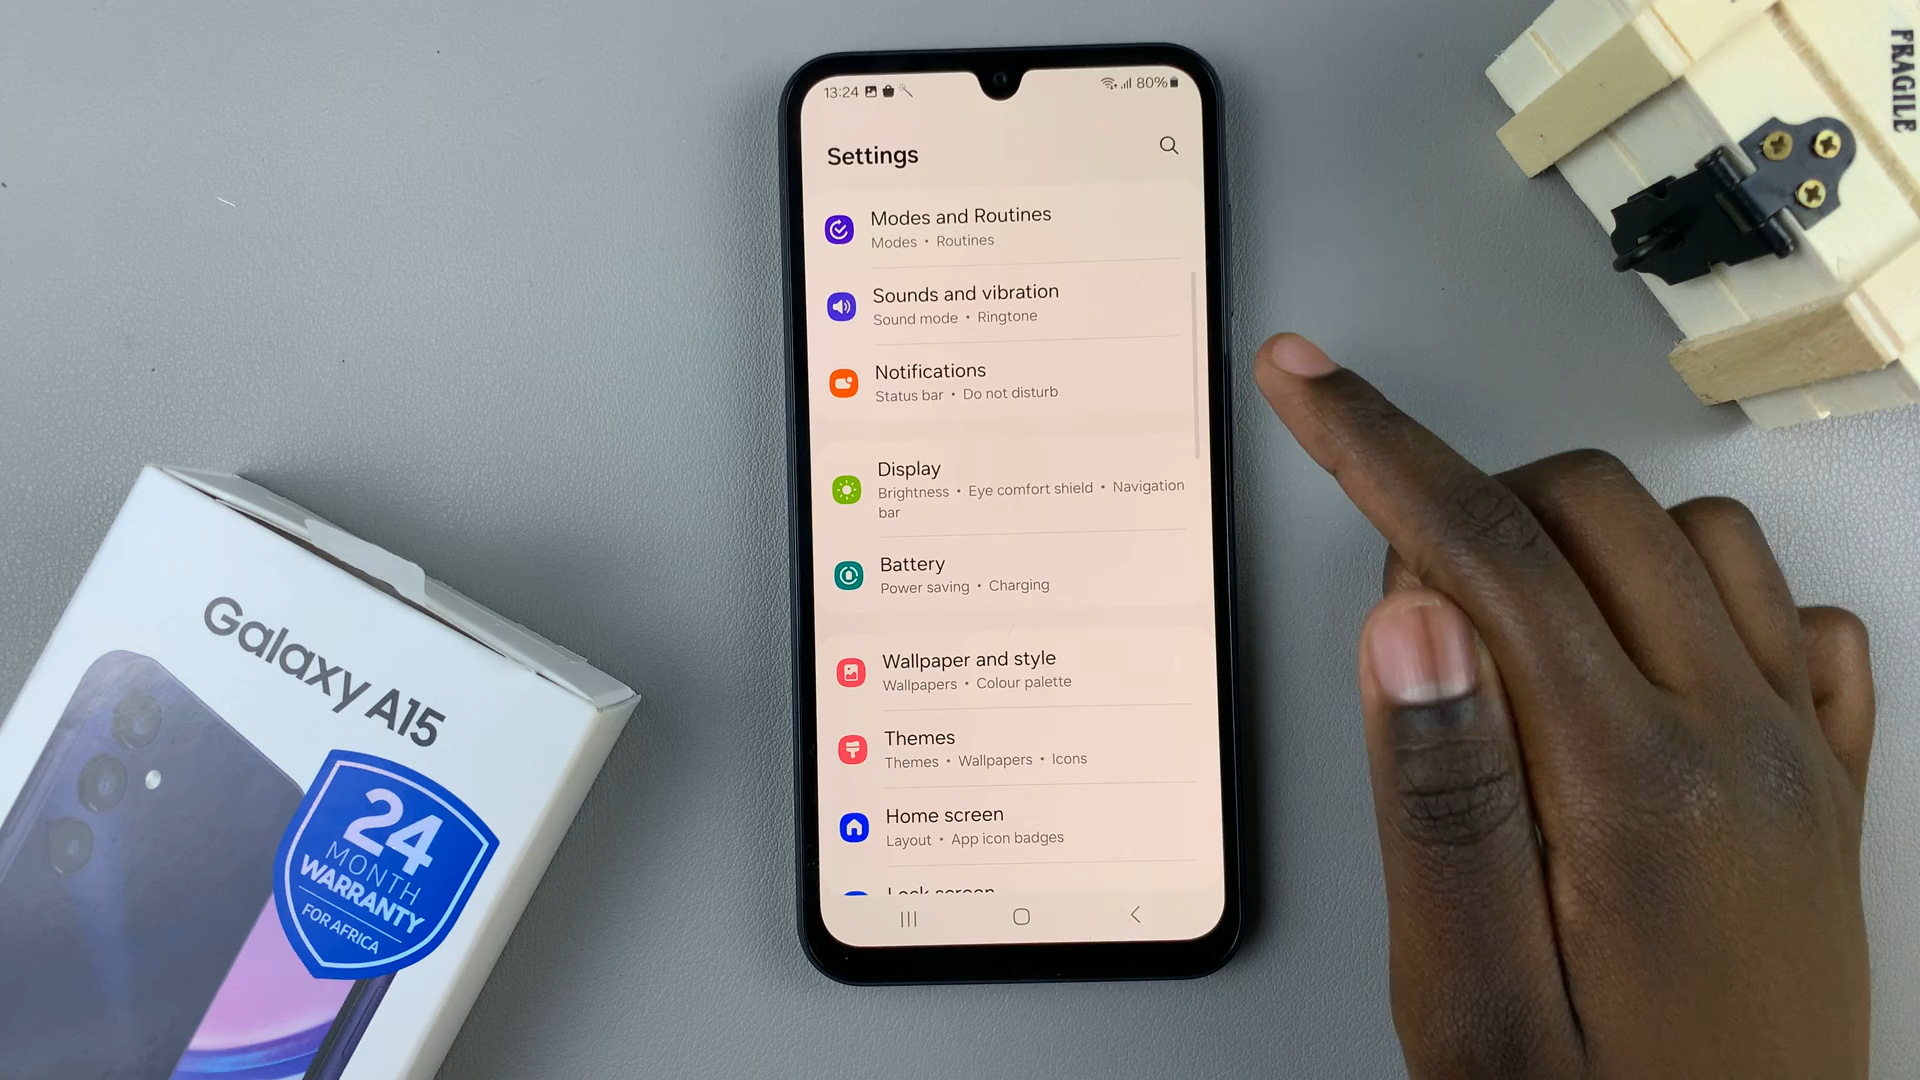 13:24
80%
Settings
Modes and Routines
Modes • Routines
Sounds and vibration
Sound mode • Ringtone
Notifications
Status bar • Do not disturb
Display
Brightness • Eye comfort shield • Navigation
bar
Battery
Power saving • Charging
Wallpaper and style
Wallpapers • Colour palette
Themes
Themes • Wallpapers • Icons
Home screen
Layout • App icon badges
Lock screen
Galaxy A15
24
MONTH
WARRANTY
FOR AFRICA
FRAGILE